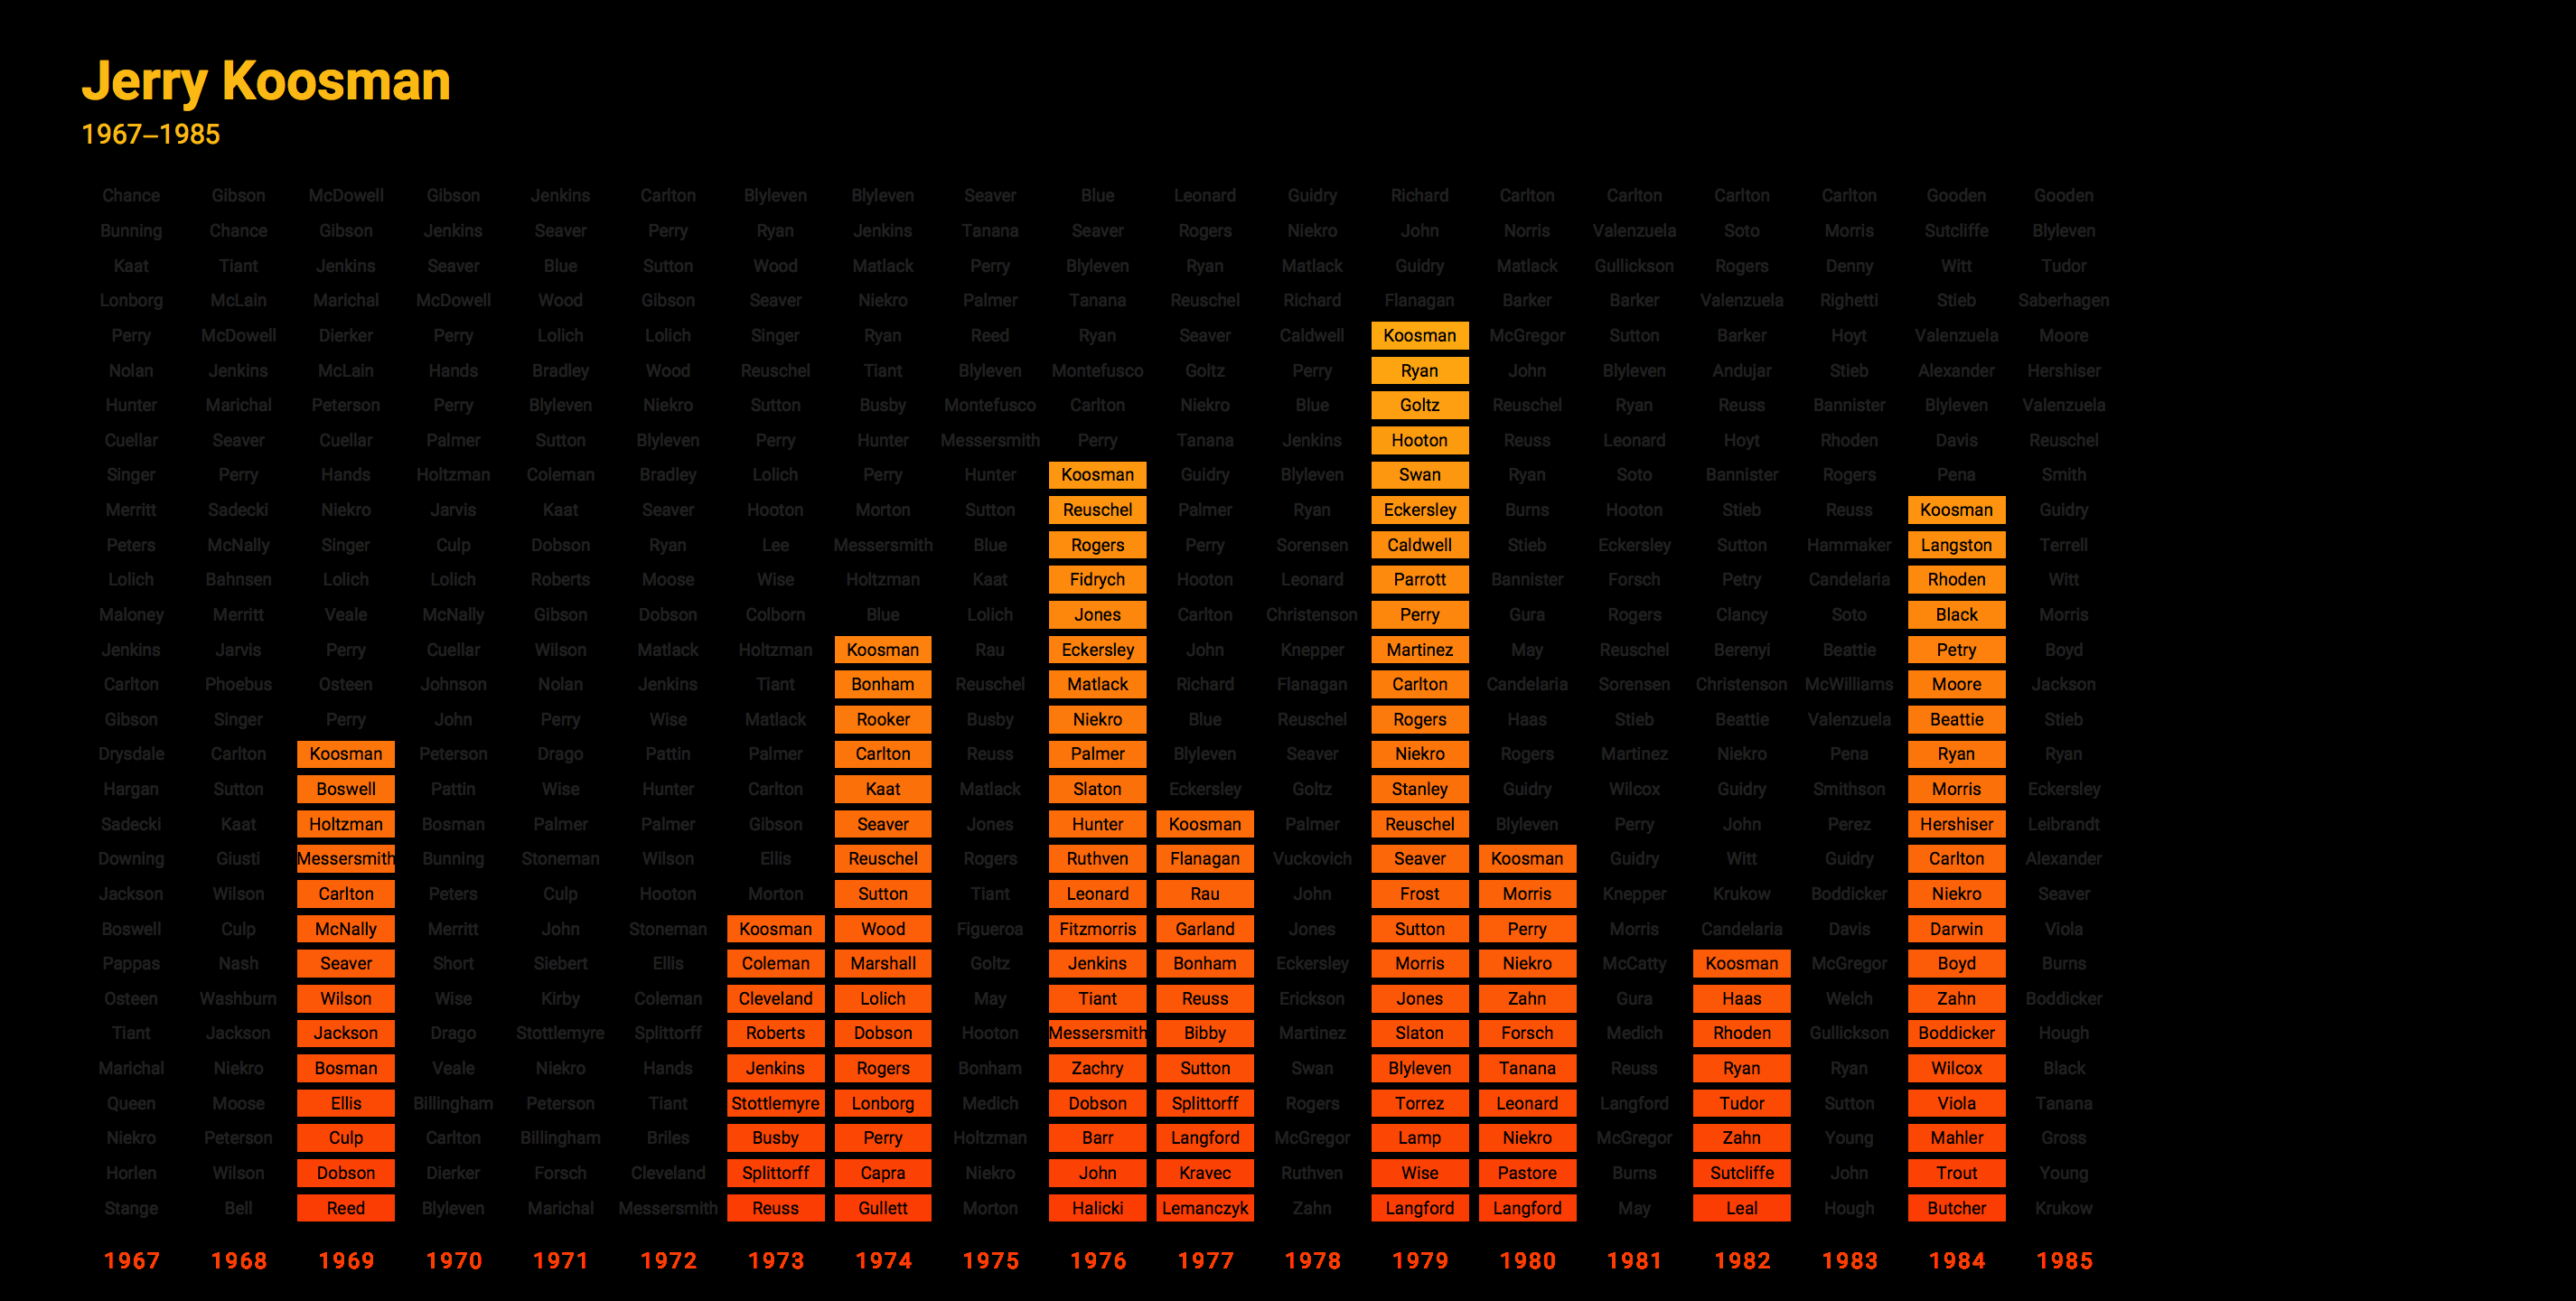 Jerry Koosman
1967–1985
Chance Gibson McDowell Gibson Jenkins Carlton Blyleven Blyleven Seaver Blue Leonard Guidry Richard Carlton Carlton Carlton Carlton Gooden Gooden
Bunning Chance Gibson Jenkins Seaver Perry Ryan Jenkins Tanana Seaver Rogers Niekro John Norris Valenzuela Soto Morris Sutcliffe Blyleven
Kaat Tiant Jenkins Seaver Blue Sutton Wood Matlack Perry Blyleven Ryan Matlack Guidry Matlack Gullickson Rogers Denny Witt Tudor
Lonborg McLain Marichal McDowell Wood Gibson Seaver Niekro Palmer Tanana Reuschel Richard Flanagan Barker Barker Valenzuela Righetti Stieb Saberhagen
Perry McDowell Dierker Perry Lolich Lolich Singer Ryan Reed Ryan Seaver Caldwell Koosman McGregor Sutton Barker Hoyt Valenzuela Moore
Nolan Jenkins McLain Hands Bradley Wood Reuschel Tiant Blyleven Montefusco Goltz Perry Ryan John Blyleven Andujar Stieb Alexander Hershiser
Hunter Marichal Peterson Perry Blyleven Niekro Sutton Busby Montefusco Carlton Niekro Blue Goltz Reuschel Ryan Reuss Bannister Blyleven Valenzuela
Cuellar Seaver Cuellar Palmer Sutton Blyleven Perry Hunter Messersmith Perry Tanana Jenkins Hooton Reuss Leonard Hoyt Rhoden Davis Reuschel
Singer Perry Hands Holtzman Coleman Bradley Lolich Perry Hunter Koosman Guidry Blyleven Swan Ryan Soto Bannister Rogers Pena Smith
Merritt Sadecki Niekro Jarvis Kaat Seaver Hooton Morton Sutton Reuschel Palmer Ryan Eckersley Burns Hooton Stieb Reuss Koosman Guidry
Peters McNally Singer Culp Dobson Ryan Lee Messersmith Blue Rogers Perry Sorensen Caldwell Stieb Eckersley Sutton Hammaker Langston Terrell
Lolich Bahnsen Lolich Lolich Roberts Moose Wise Holtzman Kaat Fidrych Hooton Leonard Parrott Bannister Forsch Petry Candelaria Rhoden Witt
Maloney Merritt Veale McNally Gibson Dobson Colborn Blue Lolich Jones Carlton Christenson Perry Gura Rogers Clancy Soto Black Morris
Jenkins Jarvis Perry Cuellar Wilson Matlack Holtzman Koosman Rau Eckersley John Knepper Martinez May Reuschel Berenyi Beattie Petry Boyd
Carlton Phoebus Osteen Johnson Nolan Jenkins Tiant Bonham Reuschel Matlack Richard Flanagan Carlton Candelaria Sorensen Christenson McWilliams Moore Jackson
Gibson Singer Perry John Perry Wise Matlack Rooker Busby Niekro Blue Reuschel Rogers Haas Stieb Beattie Valenzuela Beattie Stieb
Drysdale Carlton Koosman Peterson Drago Pattin Palmer Carlton Reuss Palmer Blyleven Seaver Niekro Rogers Martinez Niekro Pena Ryan Ryan
Hargan Sutton Boswell Pattin Wise Hunter Carlton Kaat Matlack Slaton Eckersley Goltz Stanley Guidry Wilcox Guidry Smithson Morris Eckersley
Sadecki Kaat Holtzman Bosman Palmer Palmer Gibson Seaver Jones Hunter Koosman Palmer Reuschel Blyleven Perry John Perez Hershiser Leibrandt
Downing Giusti Messersmith Bunning Stoneman Wilson Ellis Reuschel Rogers Ruthven Flanagan Vuckovich Seaver Koosman Guidry Witt Guidry Carlton Alexander
Jackson Wilson Carlton Peters Culp Hooton Morton Sutton Tiant Leonard Rau John Frost Morris Knepper Krukow Boddicker Niekro Seaver
Boswell Culp McNally Merritt John Stoneman Koosman Wood Figueroa Fitzmorris Garland Jones Sutton Perry Morris Candelaria Davis Darwin Viola
Pappas Nash Seaver Short Siebert Ellis Coleman Marshall Goltz Jenkins Bonham Eckersley Morris Niekro McCatty Koosman McGregor Boyd Burns
Osteen Washburn Wilson Wise Kirby Coleman Cleveland Lolich May Tiant Reuss Erickson Jones Zahn Gura Haas Welch Zahn Boddicker
Tiant Jackson Jackson Drago Stottlemyre Splittorff Roberts Dobson Hooton Messersmith Bibby Martinez Slaton Forsch Medich Rhoden Gullickson Boddicker Hough
Marichal Niekro Bosman Veale Niekro Hands Jenkins Rogers Bonham Zachry Sutton Swan Blyleven Tanana Reuss Ryan Ryan Wilcox Black
Queen Moose Ellis Billingham Peterson Tiant Stottlemyre Lonborg Medich Dobson Splittorff Rogers Torrez Leonard Langford Tudor Sutton Viola Tanana
Niekro Peterson Culp Carlton Billingham Briles Busby Perry Holtzman Barr Langford McGregor Lamp Niekro McGregor Zahn Young Mahler Gross
Horlen Wilson Dobson Dierker Forsch Cleveland Splittorff Capra Niekro John Kravec Ruthven Wise Pastore Burns Sutcliffe John Trout Young
Stange Bell Reed Blyleven Marichal Messersmith Reuss Gullett Morton Halicki Lemanczyk Zahn Langford Langford May Leal Hough Butcher Krukow
1967 1968 1969 1970 1971 1972 1973 1974 1975 1976 1977 1978 1979 1980 1981 1982 1983 1984 1985